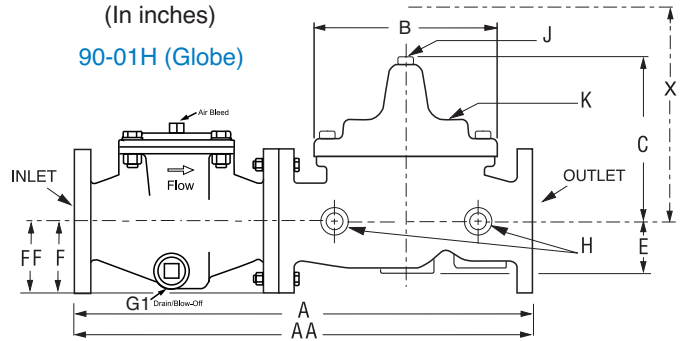 (In inches)
90-01H (Globe)
B
J
X
K
C
Air Bleed
INLET
Flow
OUTLET
FF
F
H
E
G1 Drain/Blow-Off
A
AA